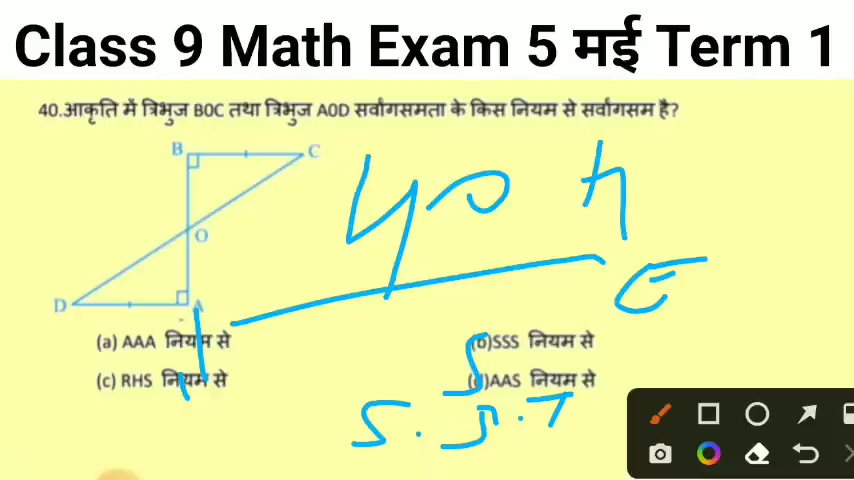 Class 9 Math Exam 5 मई Term 1
40.आकृति में त्रिभुज BOC तथा त्रिभुज AOD सर्वांगसमता के किस नियम से सर्वांगसम है?
B C
O
D A
(a) AAA नियम से (b)SSS नियम से
(c) RHS नियम से (d)AAS नियम से